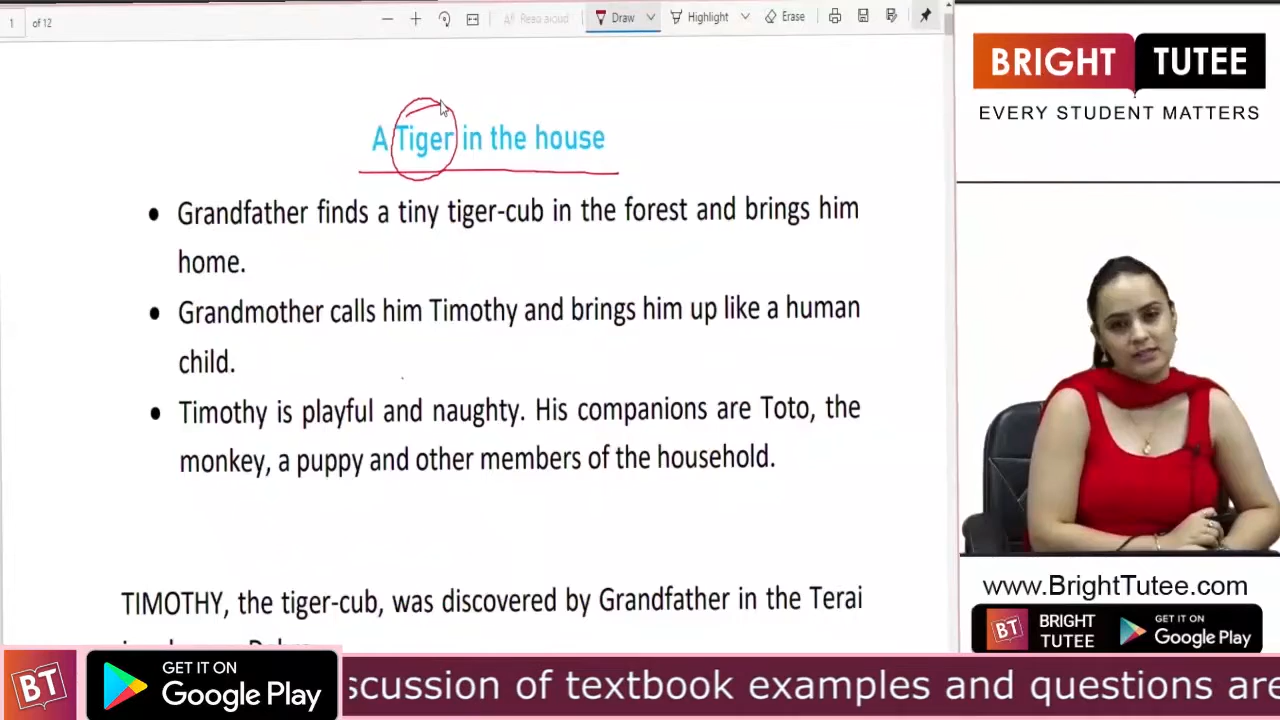 1 of 12
Read aloud
Draw
Highlight
Erase
BRIGHT TUTEE
EVERY STUDENT MATTERS
A Tiger in the house
• Grandfather finds a tiny tiger-cub in the forest and brings him
home.
• Grandmother calls him Timothy and brings him up like a human
child.
• Timothy is playful and naughty. His companions are Toto, the
monkey, a puppy and other members of the household.
TIMOTHY, the tiger-cub, was discovered by Grandfather in the Terai
www.BrightTutee.com
BT
BRIGHT
TUTEE
GET IT ON
Google Play
BT
GET IT ON
Google Play
scussion of textbook examples and questions are